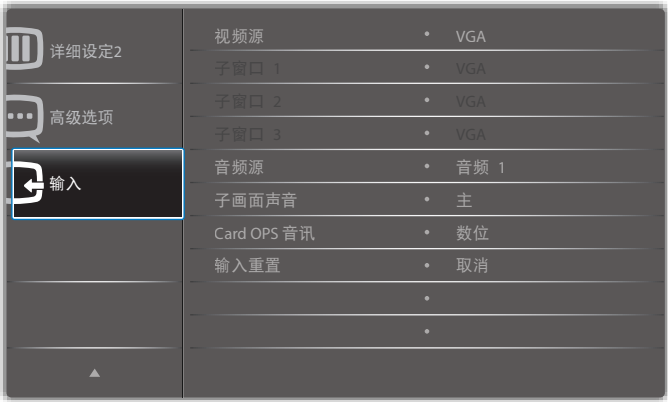 详细设定2
高级选项
输入
视频源 • VGA
子窗口 1 • VGA
子窗口 2 • VGA
子窗口 3 • VGA
音频源 • 音频 1
子画面声音 • 主
Card OPS 音讯 • 数位
输入重置 • 取消
•
•